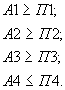 А1 ≥ П1;
А2 ≥ П2;
А3 ≥ П3;
А4 ≤ П4.